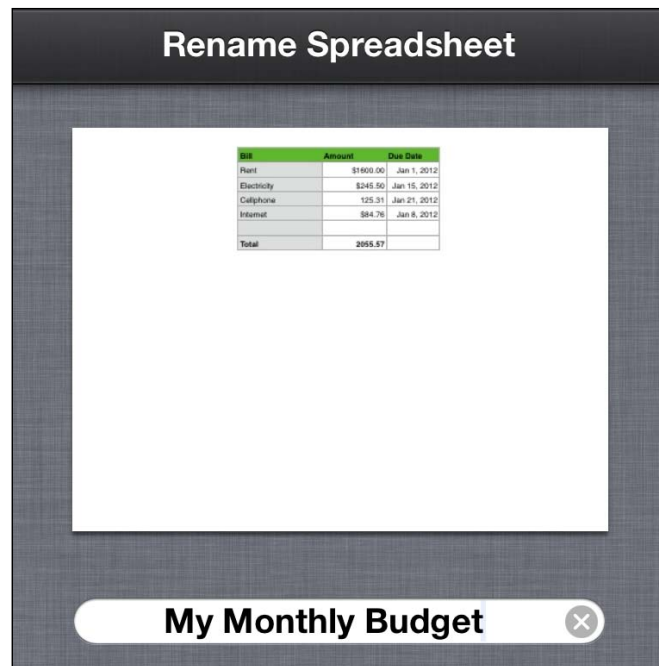 Rename Spreadsheet
Bill Amount Due Date
Rent $1600.00 Jan 1, 2012
Electricity $245.50 Jan 15, 2012
Cellphone 125.31 Jan 21, 2012
Internet $84.76 Jan 8, 2012
Total 2055.57
My Monthly Budget